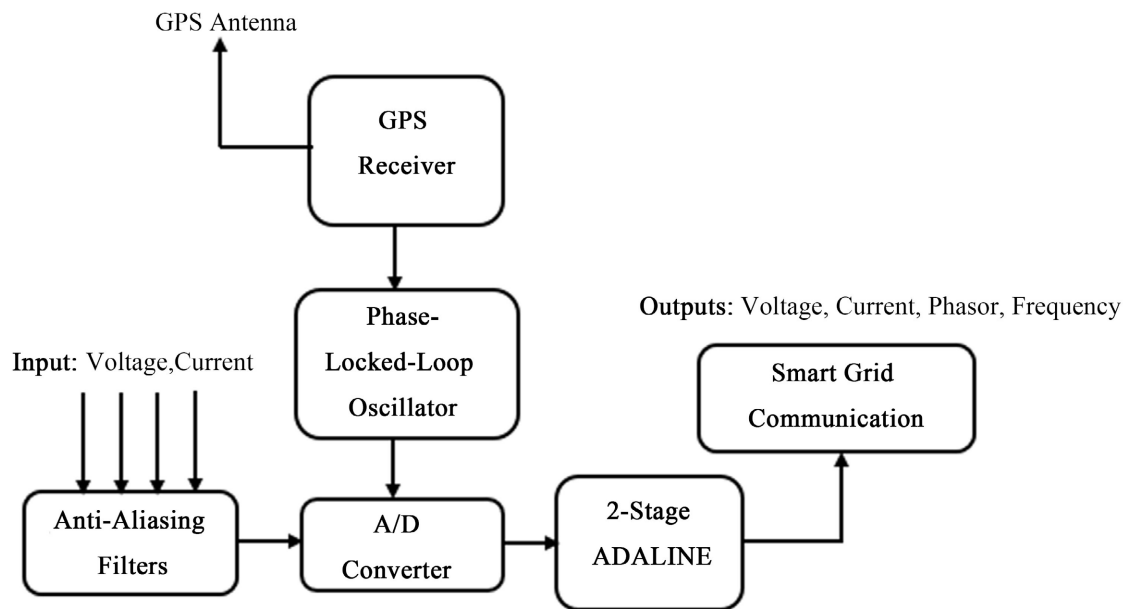 GPS Antenna
GPS
Receiver
Phase-
Locked-Loop
Oscillator
Outputs: Voltage, Current, Phasor, Frequency
Input: Voltage,Current
Smart Grid
Communication
Anti-Aliasing
Filters
A/D
Converter
2-Stage
ADALINE